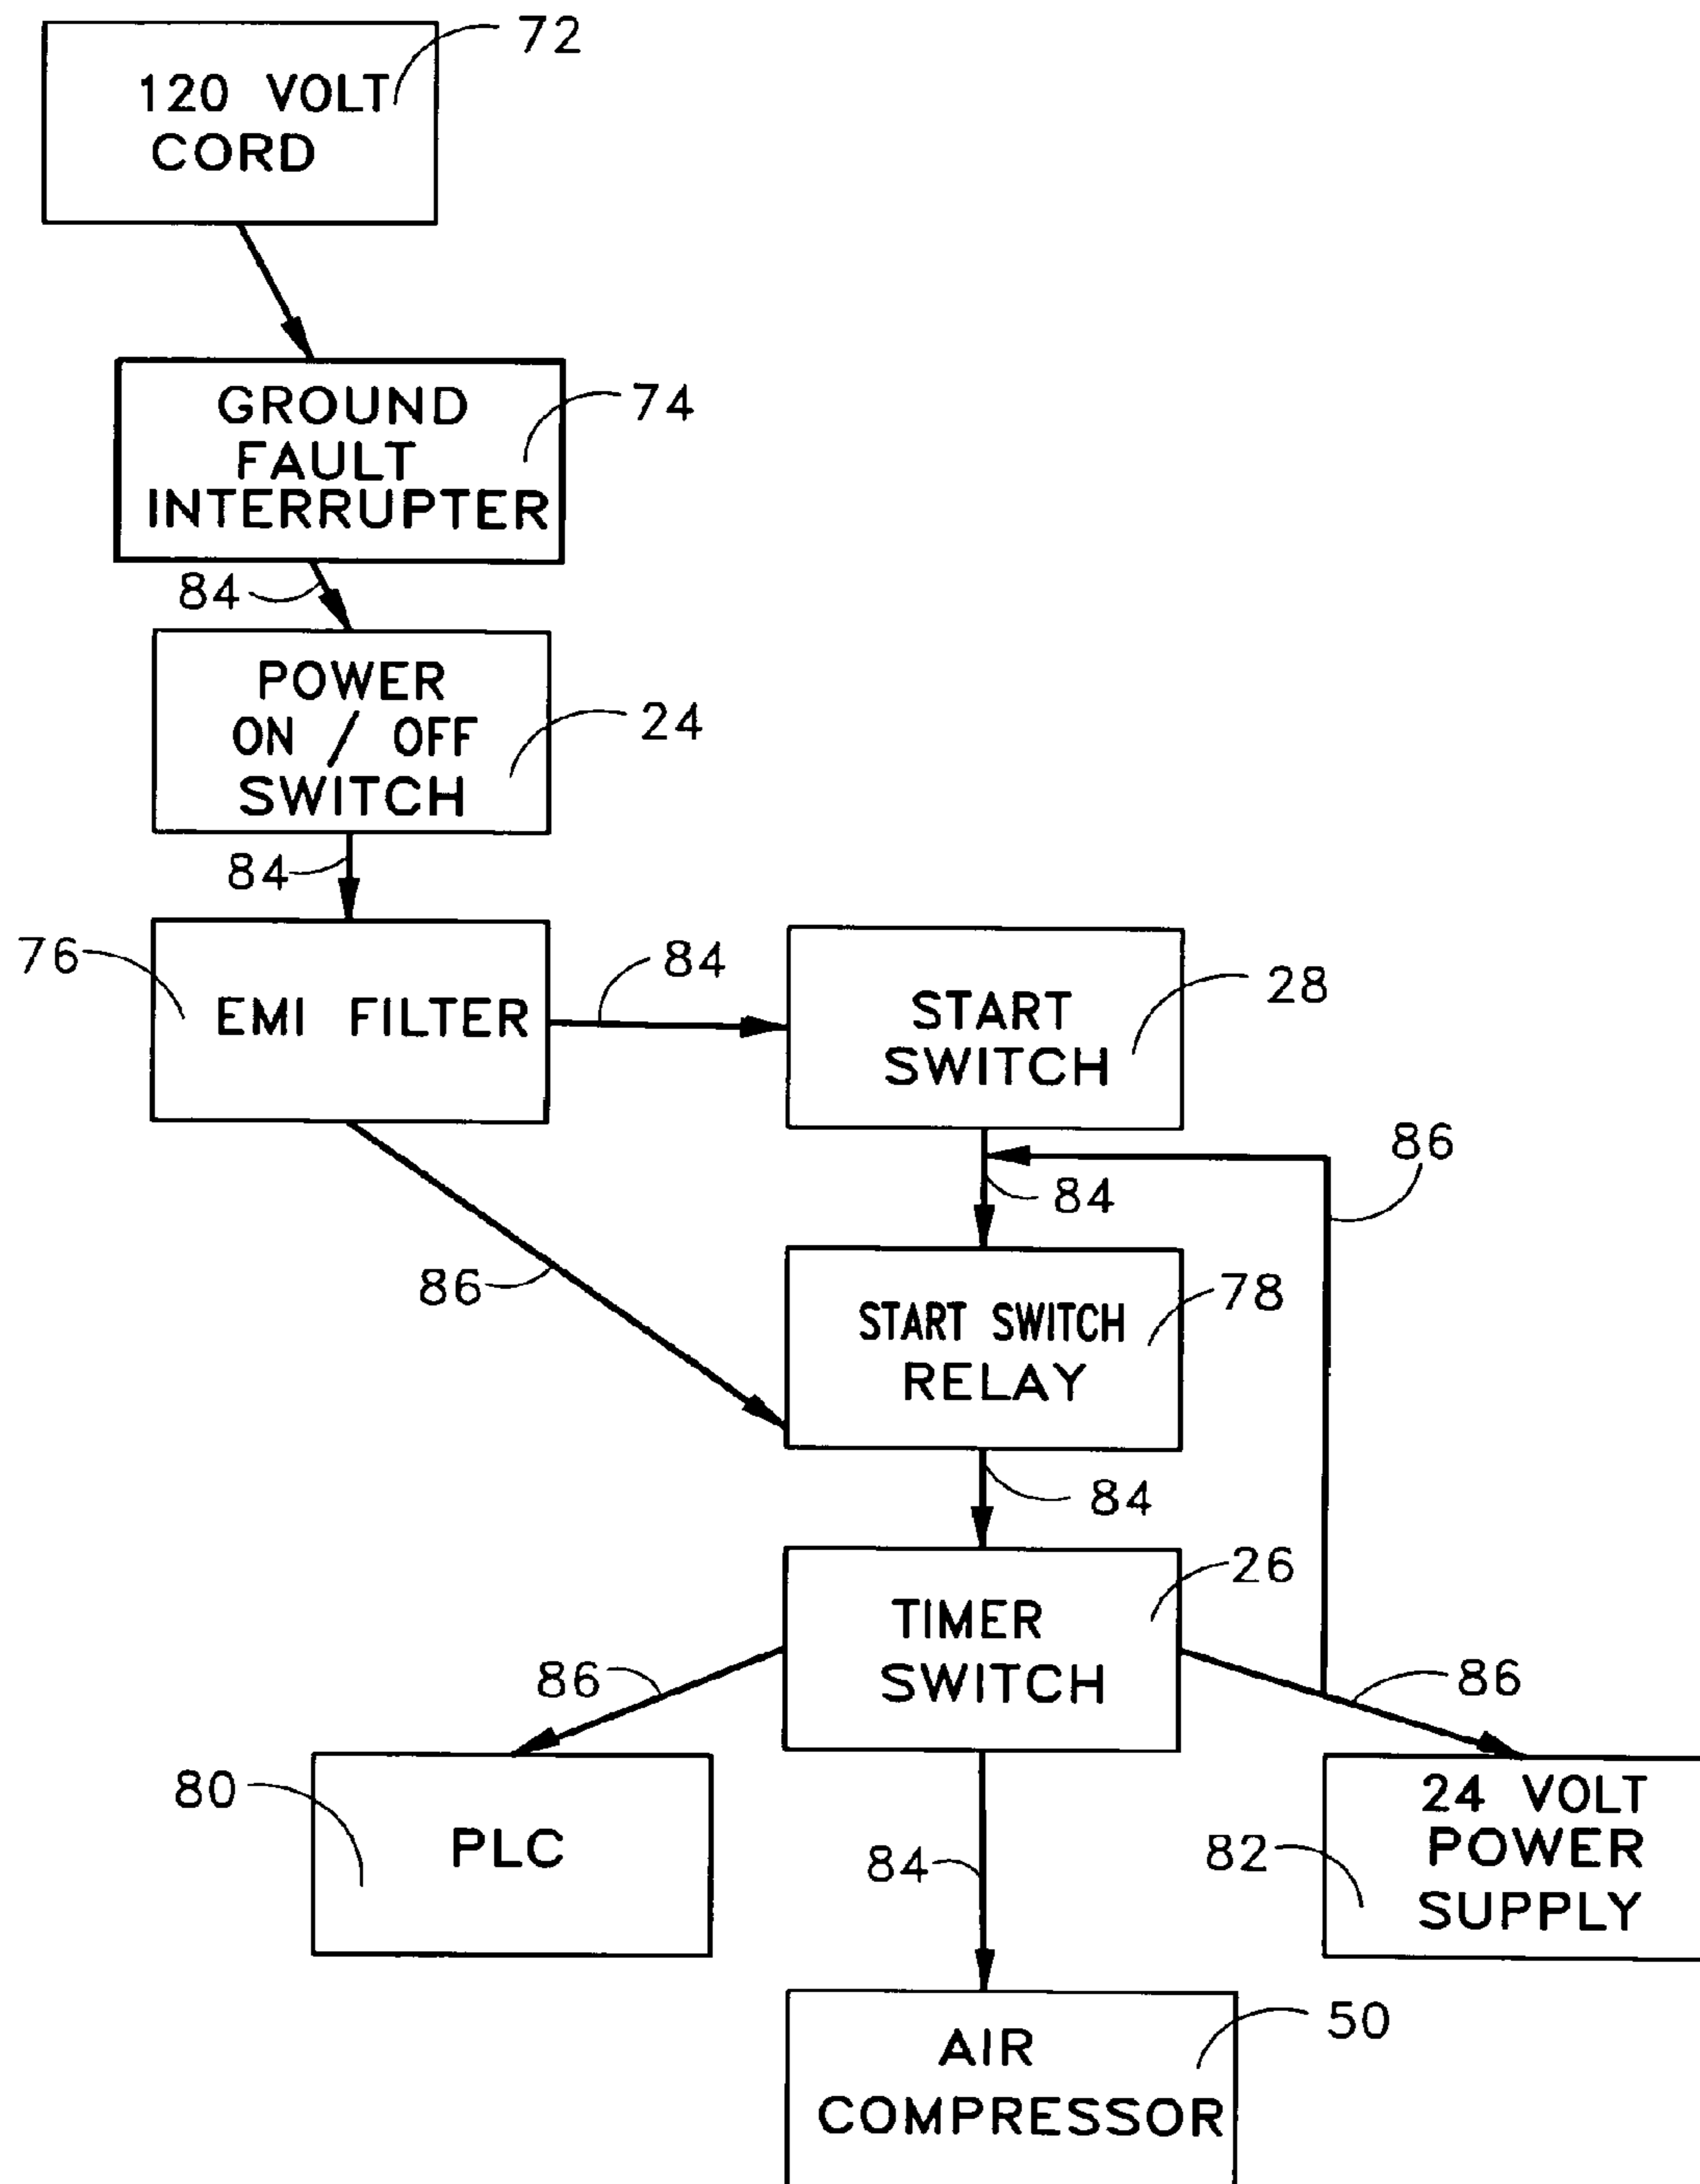 72
120 VOLT
CORD
GROUND
FAULT
INTERRUPTER
74
84
POWER
ON / OFF
SWITCH
24
84
76
EMI FILTER
84
START
SWITCH
28
86
84
86
START SWITCH
RELAY
78
84
TIMER
SWITCH
26
86
86
80
PLC
84
82
24 VOLT
POWER
SUPPLY
AIR
COMPRESSOR
50